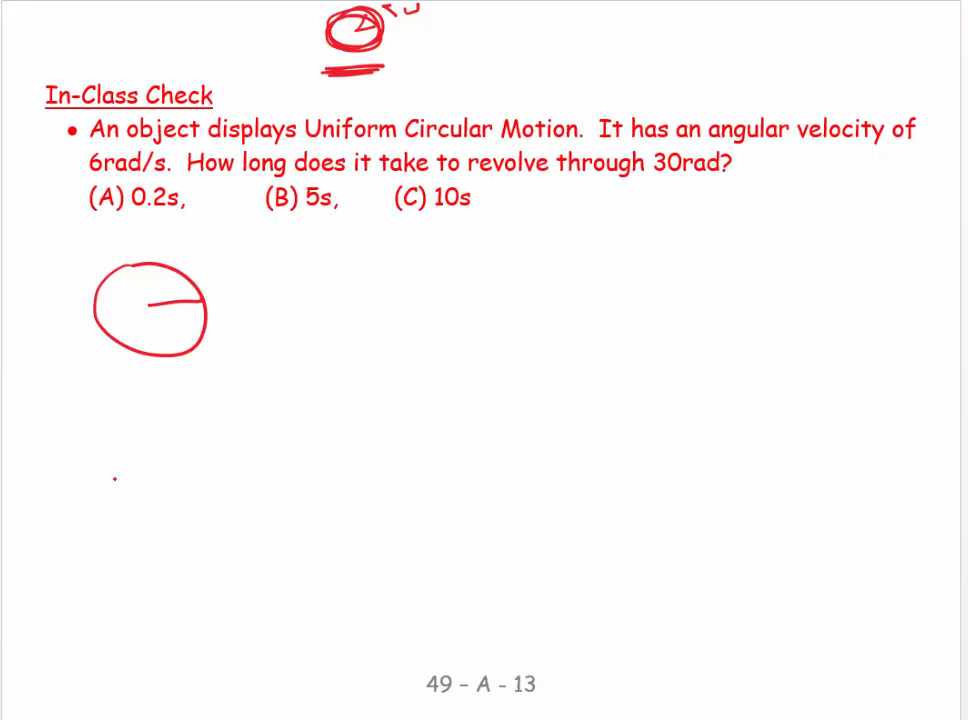 In-Class Check
• An object displays Uniform Circular Motion. It has an angular velocity of
6rad/s. How long does it take to revolve through 30rad?
(A) 0.2s, (B) 5s, (C) 10s
49 – A - 13